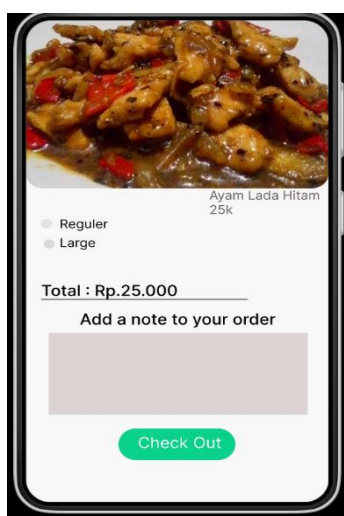 Ayam Lada Hitam
25k
Reguler
Large
Total : Rp.25.000
Add a note to your order
Check Out